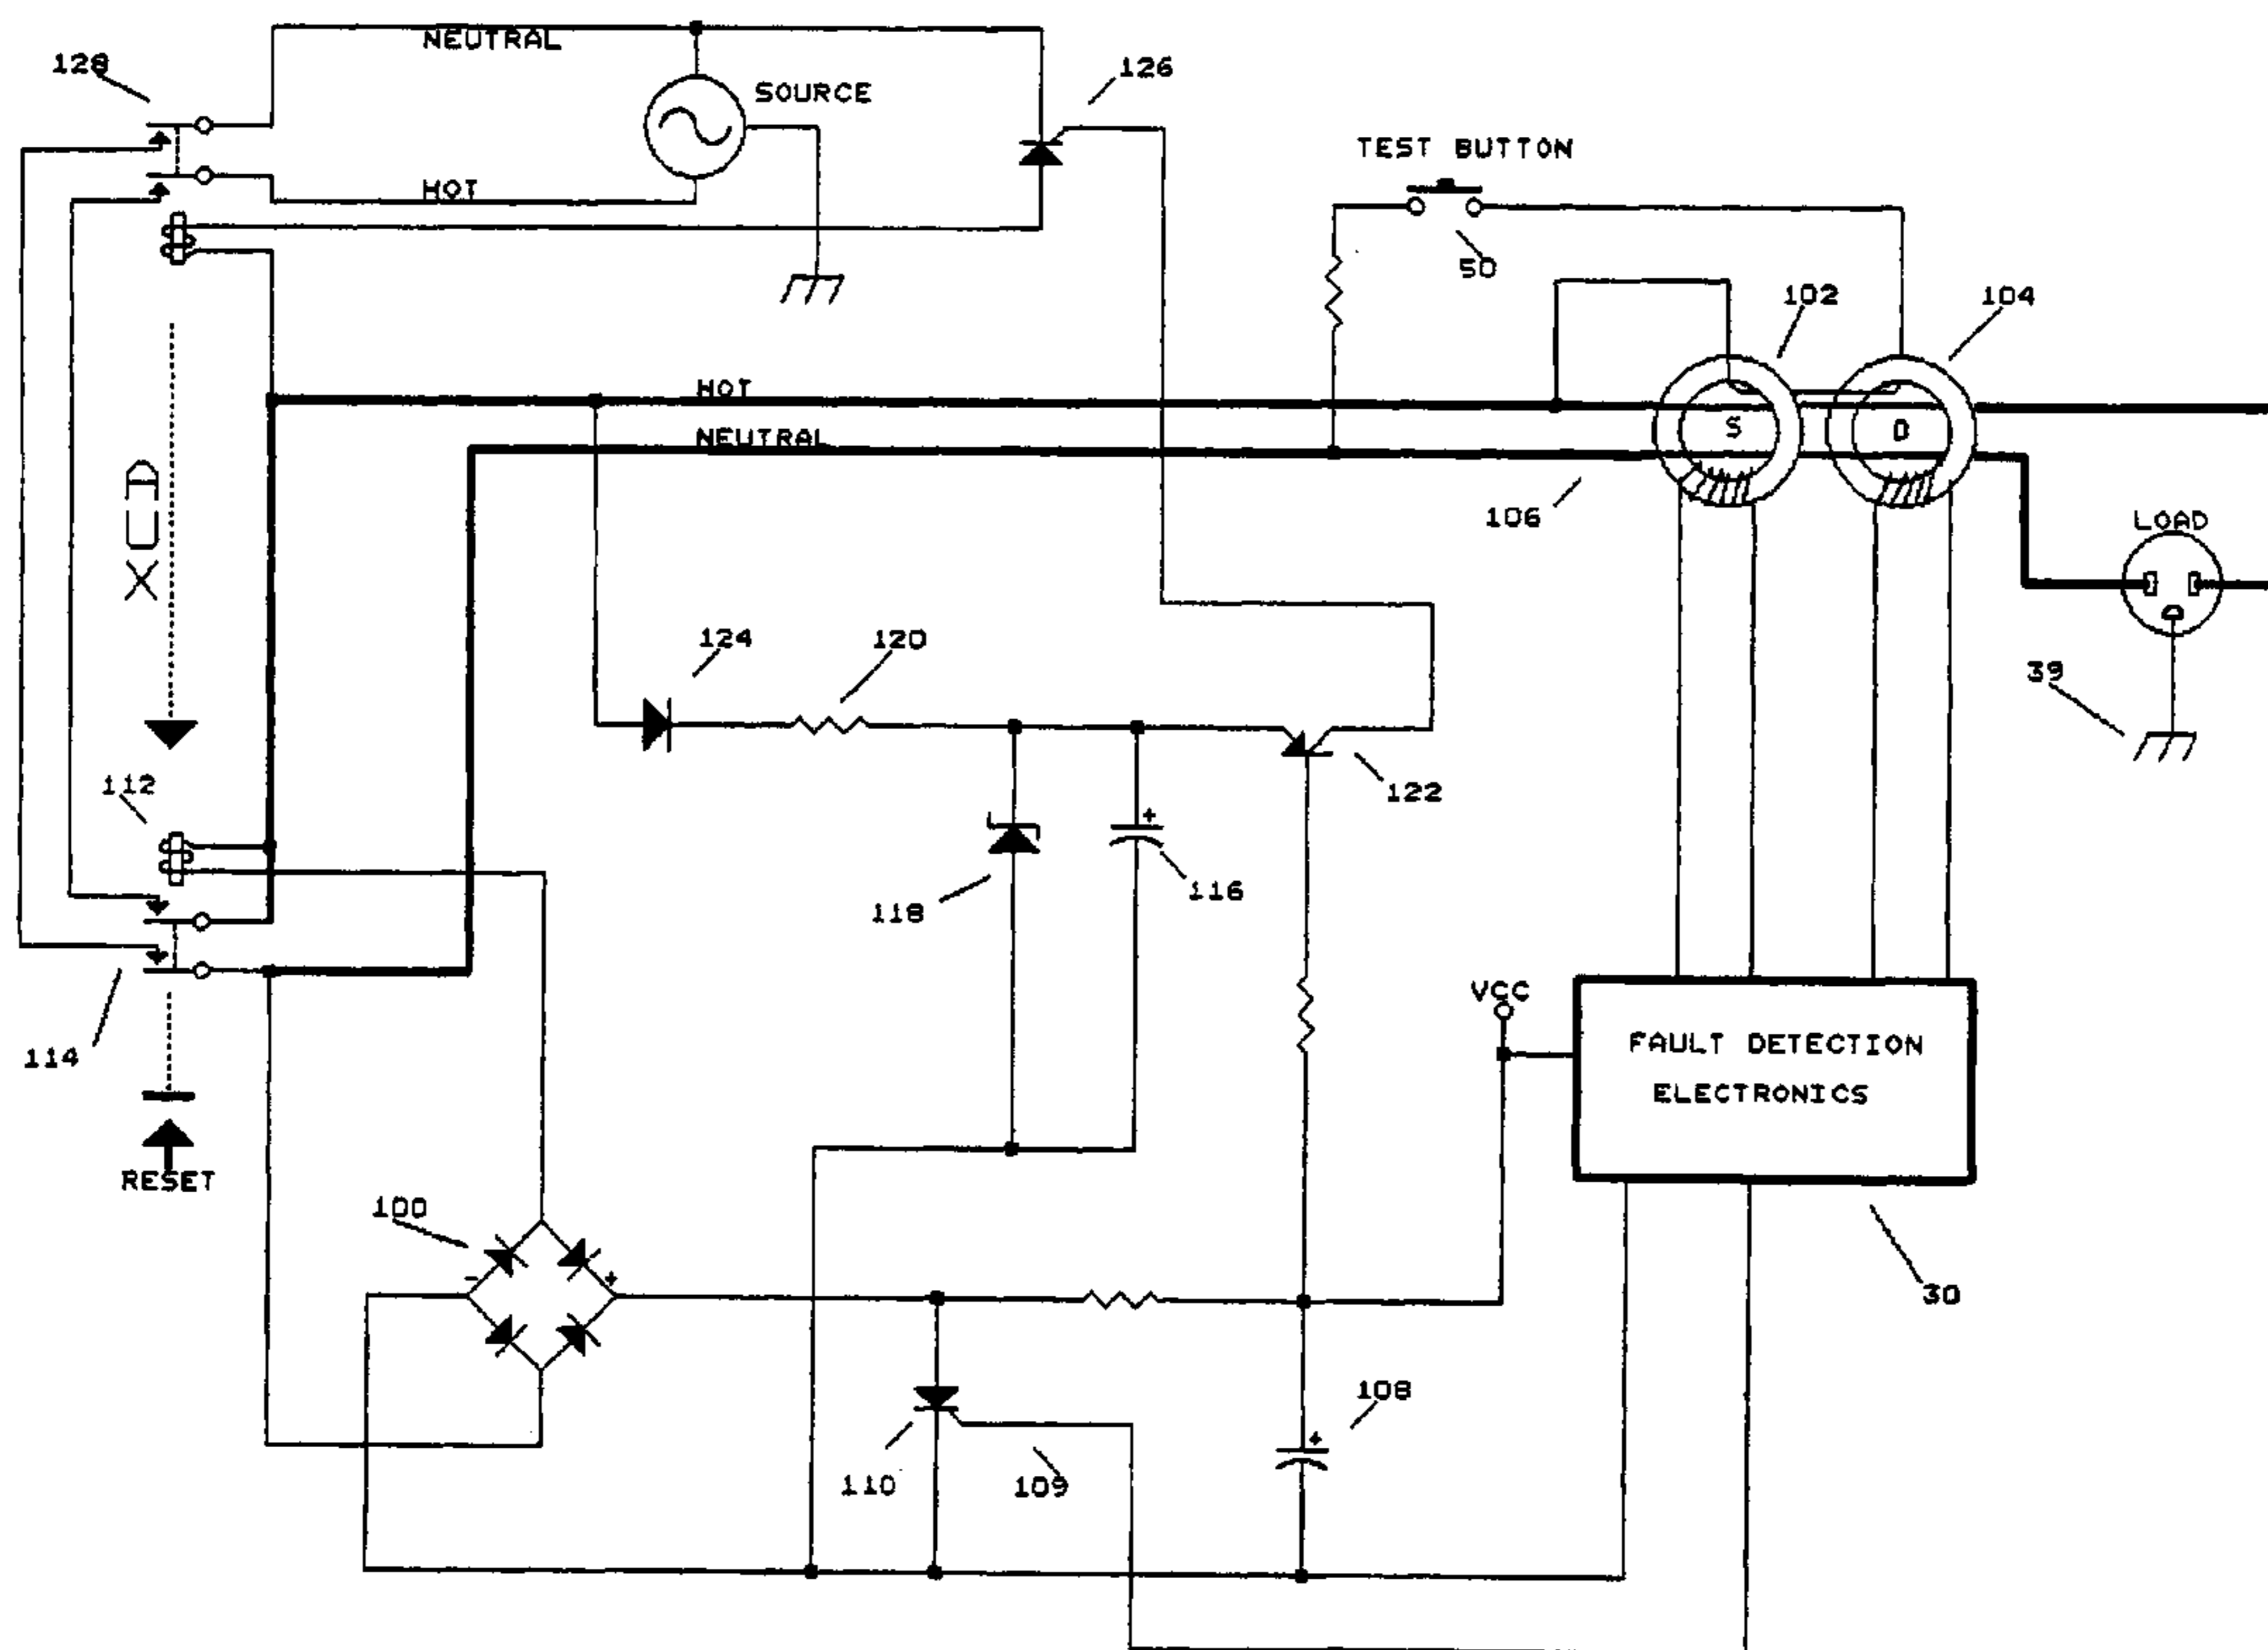 NEUTRAL
128
SOURCE
126
TEST BUTTON
HOT
50
102
104
HOT
NEUTRAL
S
D
AUX
106
LOAD
124
120
39
112
122
116
118
VCC
FAULT DETECTION
ELECTRONICS
114
RESET
100
-
+
30
108
110
109
+
+